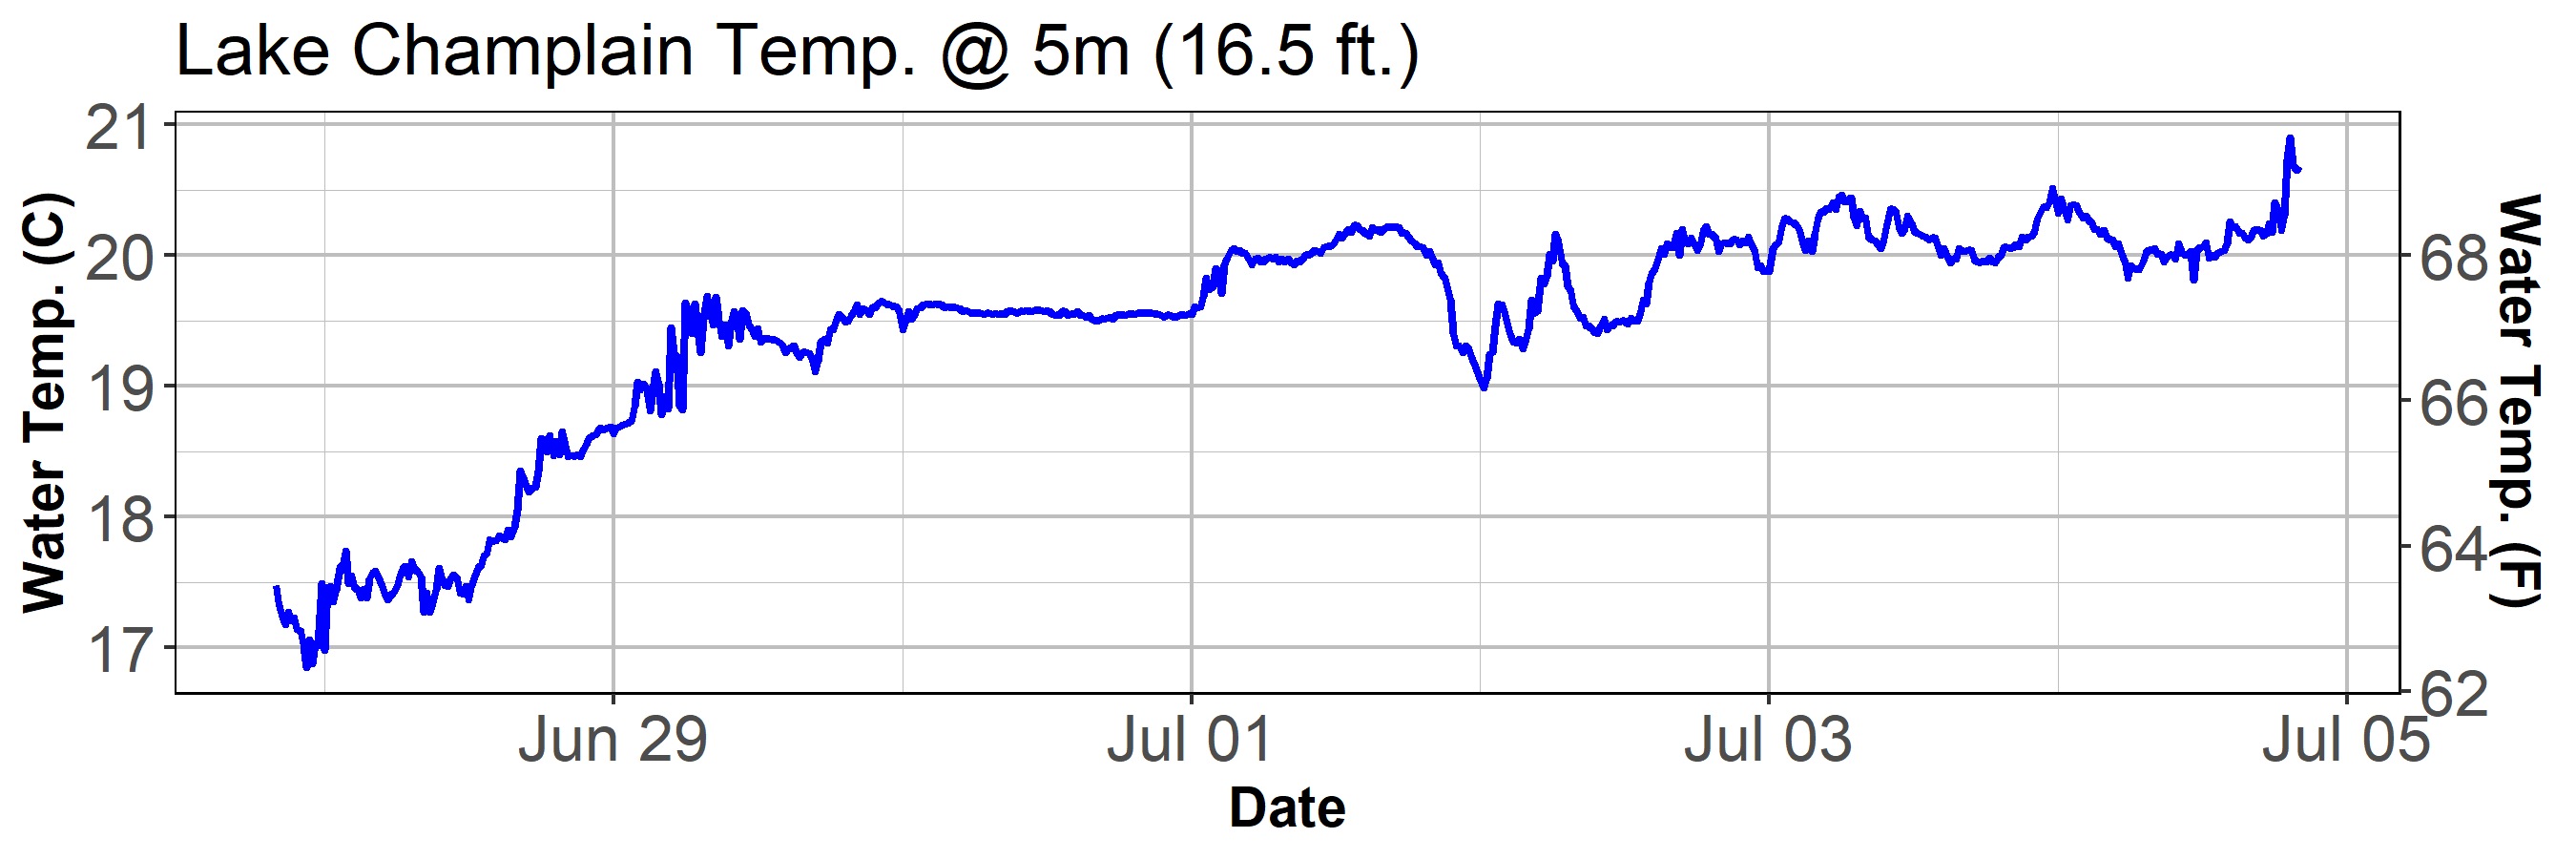 Lake Champlain Temp. @ 5m (16.5 ft.)
Water Temp. (C)
21
20
19
18
17
68
66
64
62
Water Temp. (F)
Jun 29 Jul 01 Jul 03 Jul 05
Date